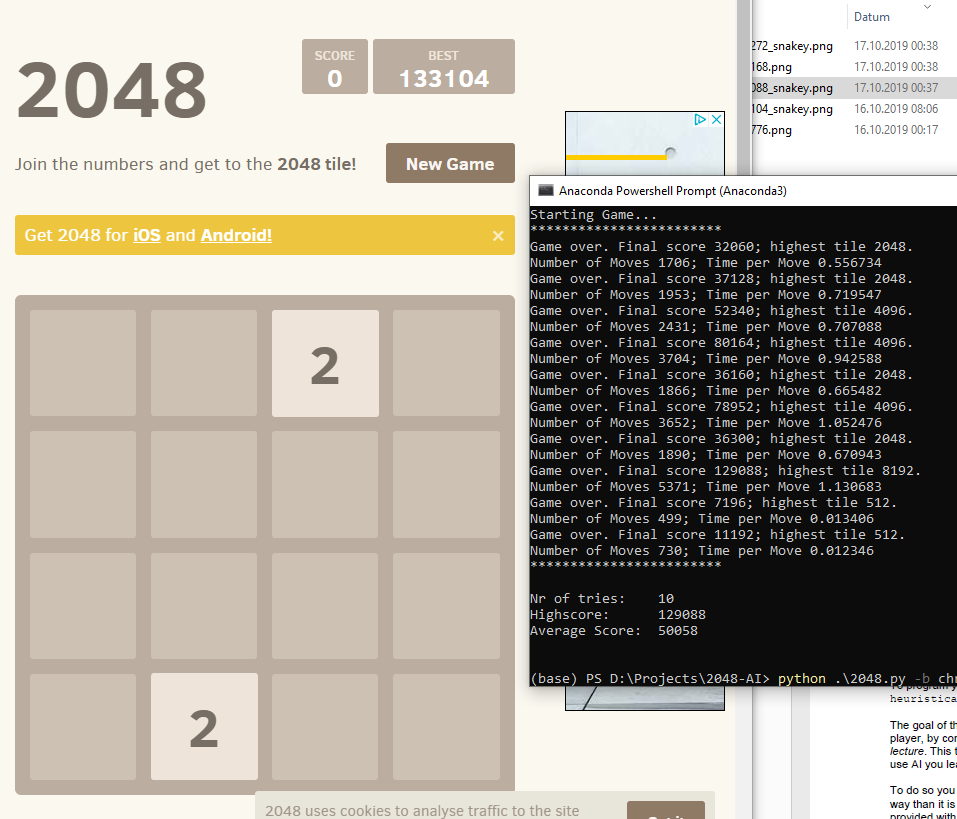 2048
SCORE
0
BEST
133104
Join the numbers and get to the 2048 tile!
New Game
Get 2048 for iOS and Android!
×
2
2
2048 uses cookies to analyse traffic to the site
Datum
272_snakey.png 17.10.2019 00:38
168.png 17.10.2019 00:38
088_snakey.png 17.10.2019 00:37
104_snakey.png 16.10.2019 08:06
776.png 16.10.2019 00:17
Anaconda Powershell Prompt (Anaconda3)
Starting Game...
************************
Game over. Final score 32060; highest tile 2048.
Number of Moves 1706; Time per Move 0.556734
Game over. Final score 37128; highest tile 2048.
Number of Moves 1953; Time per Move 0.719547
Game over. Final score 52340; highest tile 4096.
Number of Moves 2431; Time per Move 0.707088
Game over. Final score 80164; highest tile 4096.
Number of Moves 3704; Time per Move 0.942588
Game over. Final score 36160; highest tile 2048.
Number of Moves 1866; Time per Move 0.665482
Game over. Final score 78952; highest tile 4096.
Number of Moves 3652; Time per Move 1.052476
Game over. Final score 36300; highest tile 2048.
Number of Moves 1890; Time per Move 0.670943
Game over. Final score 129088; highest tile 8192.
Number of Moves 5371; Time per Move 1.130683
Game over. Final score 7196; highest tile 512.
Number of Moves 499; Time per Move 0.013406
Game over. Final score 11192; highest tile 512.
Number of Moves 730; Time per Move 0.012346
************************
Nr of tries: 10
Highscore: 129088
Average Score: 50058
(base) PS D:\Projects\2048-AI> python .\2048.py -b chr
heuristica
The goal of th
player, by cor
lecture. This t
use AI you lea
To do so you
way than it is
provided with